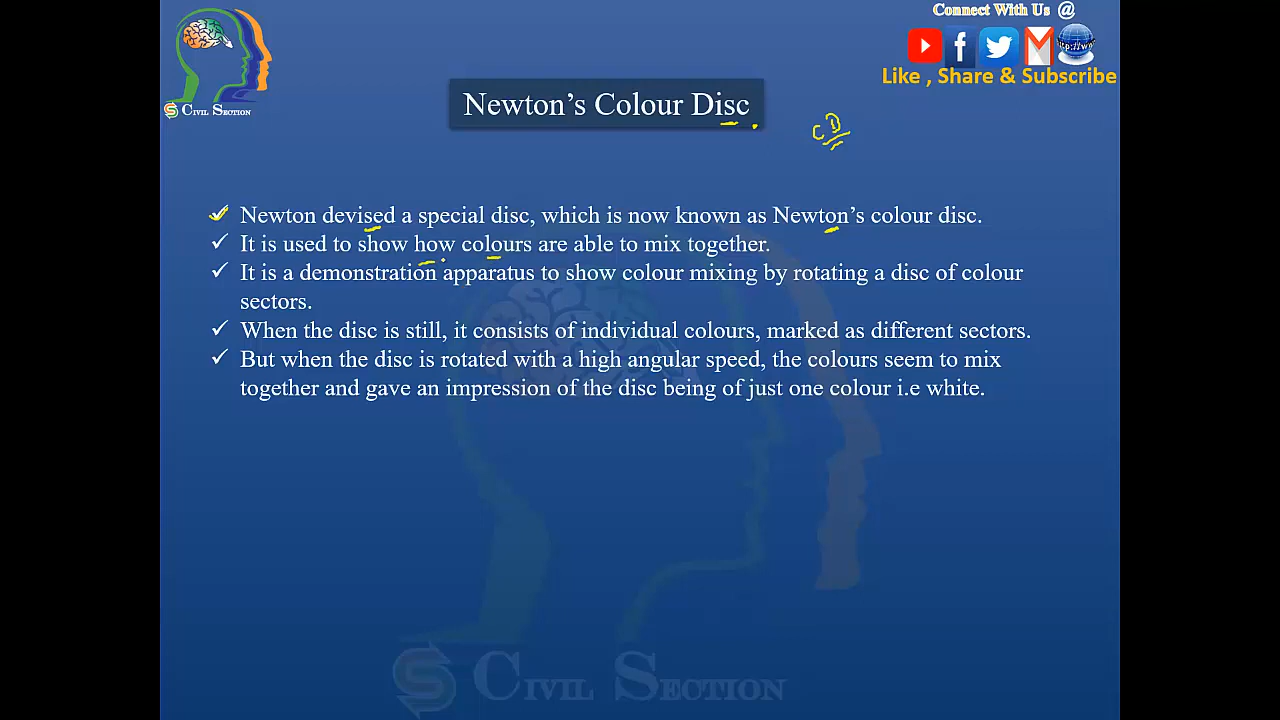 Connect With Us @
http://ww
Like , Share & Subscribe
S CIVIL SECTION
Newton's Colour Disc
CD
✓ Newton devised a special disc, which is now known as Newton's colour disc.
✓ It is used to show how colours are able to mix together.
✓ It is a demonstration apparatus to show colour mixing by rotating a disc of colour
sectors.
✓ When the disc is still, it consists of individual colours, marked as different sectors.
✓ But when the disc is rotated with a high angular speed, the colours seem to mix
together and gave an impression of the disc being of just one colour i.e white.
S CIVIL SECTION